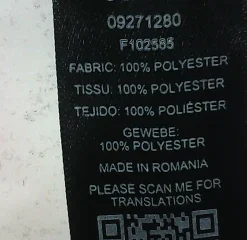 09271280
F102565
FABRIC: 100% POLYESTER
TISSU: 100% POLYESTER
TEJIDO: 100% POLIÉSTER
GEWEBE:
100% POLYESTER
MADE IN ROMANIA
PLEASE SCAN ME FOR
TRANSLATIONS